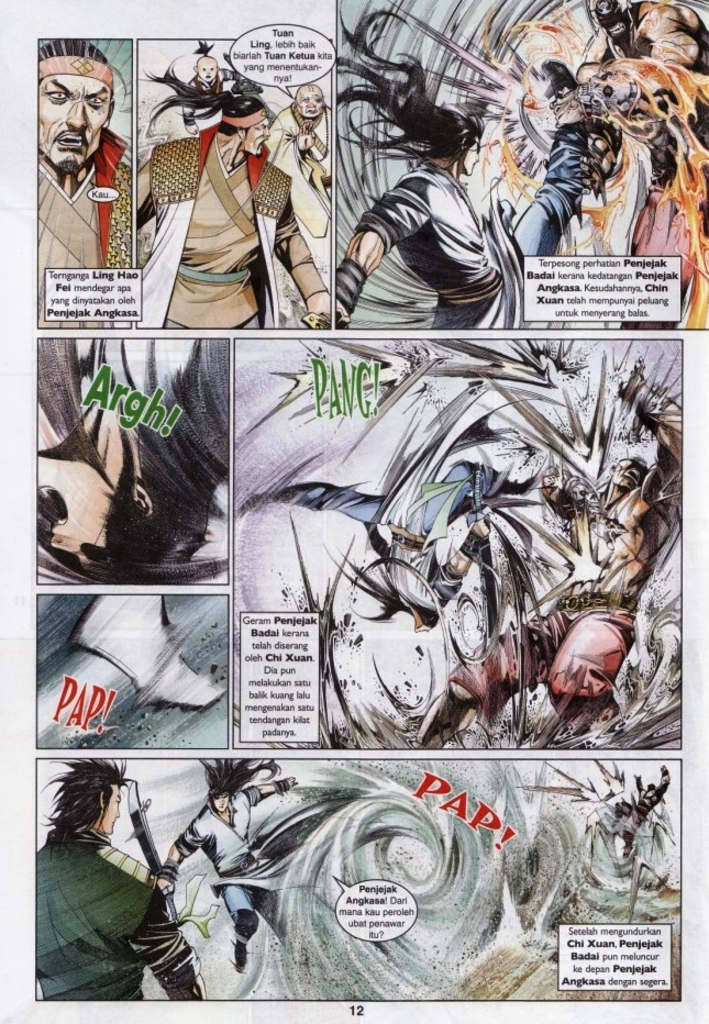 Tuan
Ling, lebih baik
biarlah Tuan Ketua kita
yang menentukan-
nya!
Kau...
Ternganga Ling Hao
Fei mendegar apa
yang dinyatakan oleh
Penjejak Angkasa.
Terpesong perhatian Penjejak
Badai kerana kedatangan Penjejak
Angkasa. Kesudahannya, Chin
Xuan telah mempunyai peluang
untuk menyerang balas.
Argh!
PANG!
PAP!
Geram Penjejak
Badai kerana
telah diserang
oleh Chi Xuan.
Dia pun
melakukan satu
balik kuang lalu
mengenakan satu
tendangan kilat
padanya.
PAP!
Penjejak
Angkasa! Dari
mana kau peroleh
ubat penawar
itu?
Setelah mengundurkan
Chi Xuan, Penjejak
Badai pun meluncur
ke depan Penjejak
Angkasa dengan segera.
12